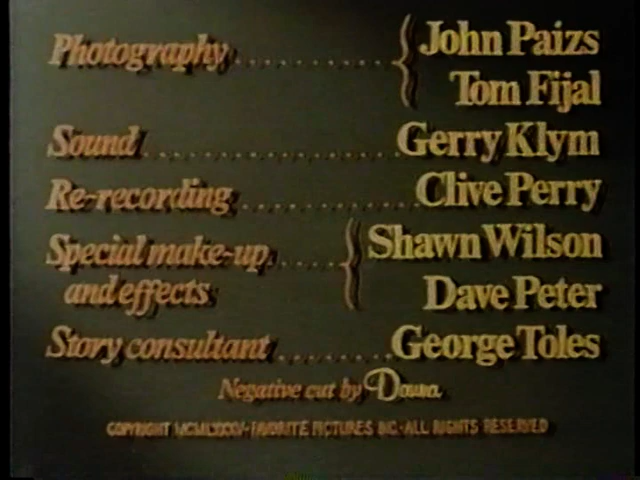 Photography .......... { John Paizs
Tom Fijal
Sound .................. Gerry Klym
Re-recording ............ Clive Perry
Special make-up ..... { Shawn Wilson
and effects Dave Peter
Story consultant ........ George Toles
Negative cut by
COPYRIGHT MCMLXXXV · FAVORITE PICTURES INC · ALL RIGHTS RESERVED